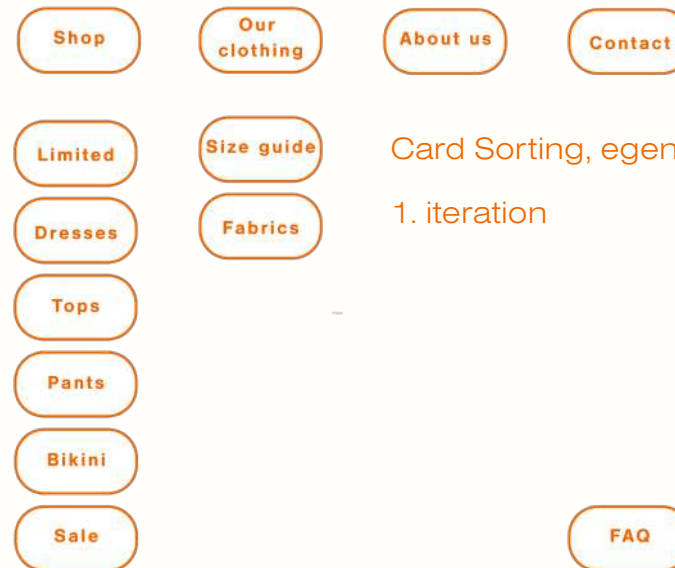 Shop
Our
clothing
About us
Contact
Limited
Dresses
Tops
Pants
Bikini
Sale
Size guide
Fabrics
Card Sorting, egen
1. iteration
FAQ